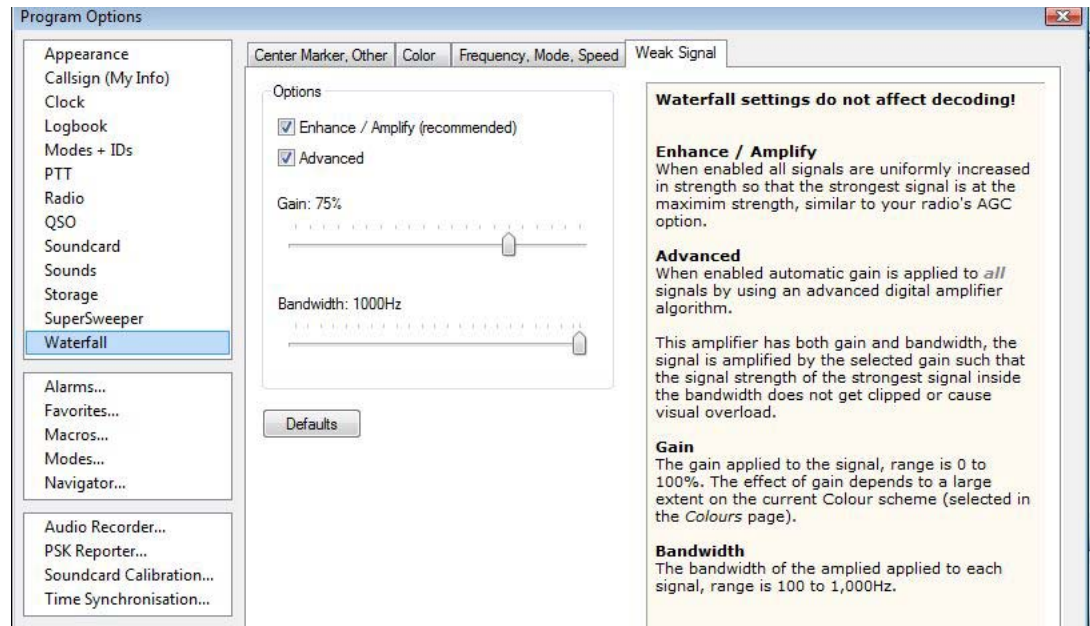 Program Options
Appearance
Callsign (My Info)
Clock
Logbook
Modes + IDs
PTT
Radio
QSO
Soundcard
Sounds
Storage
SuperSweeper
Waterfall
Alarms...
Favorites...
Macros...
Modes...
Navigator...
Audio Recorder...
PSK Reporter...
Soundcard Calibration...
Time Synchronisation...
Center Marker, Other
Color
Frequency, Mode, Speed
Weak Signal
Options
Enhance / Amplify (recommended)
Advanced
Gain: 75%
Bandwidth: 1000Hz
Defaults
Waterfall settings do not affect decoding!
Enhance / Amplify
When enabled all signals are uniformly increased
in strength so that the strongest signal is at the
maximim strength, similar to your radio's AGC
option.
Advanced
When enabled automatic gain is applied to all
signals by using an advanced digital amplifier
algorithm.
This amplifier has both gain and bandwidth, the
signal is amplified by the selected gain such that
the signal strength of the strongest signal inside
the bandwidth does not get clipped or cause
visual overload.
Gain
The gain applied to the signal, range is 0 to
100%. The effect of gain depends to a large
extent on the current Colour scheme (selected in
the Colours page).
Bandwidth
The bandwidth of the amplied applied to each
signal, range is 100 to 1,000Hz.